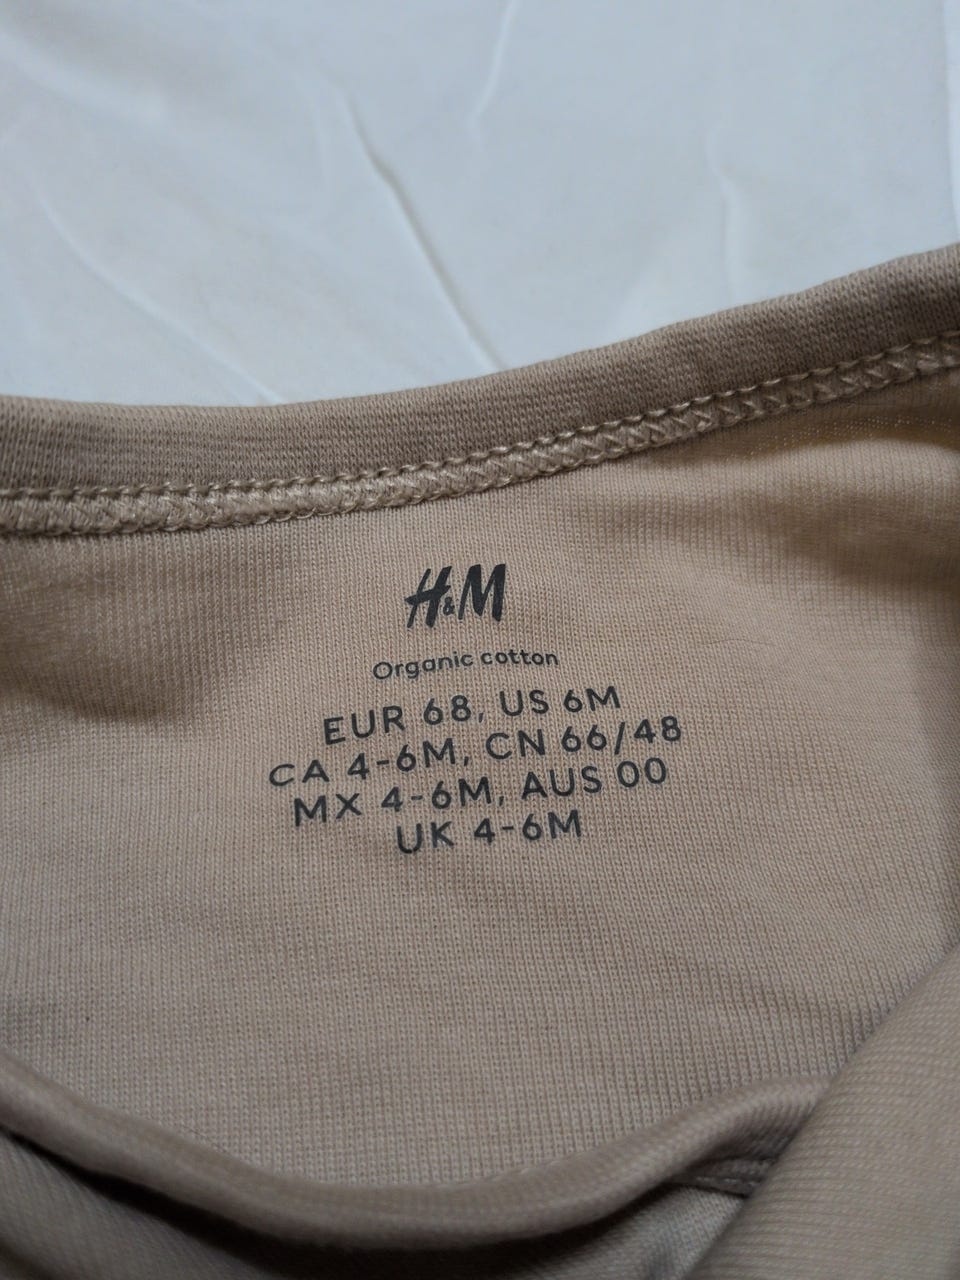 H&M
Organic cotton
EUR 68, US 6M
CA 4-6M, CN 66/48
MX 4-6M, AUS 00
UK 4-6M